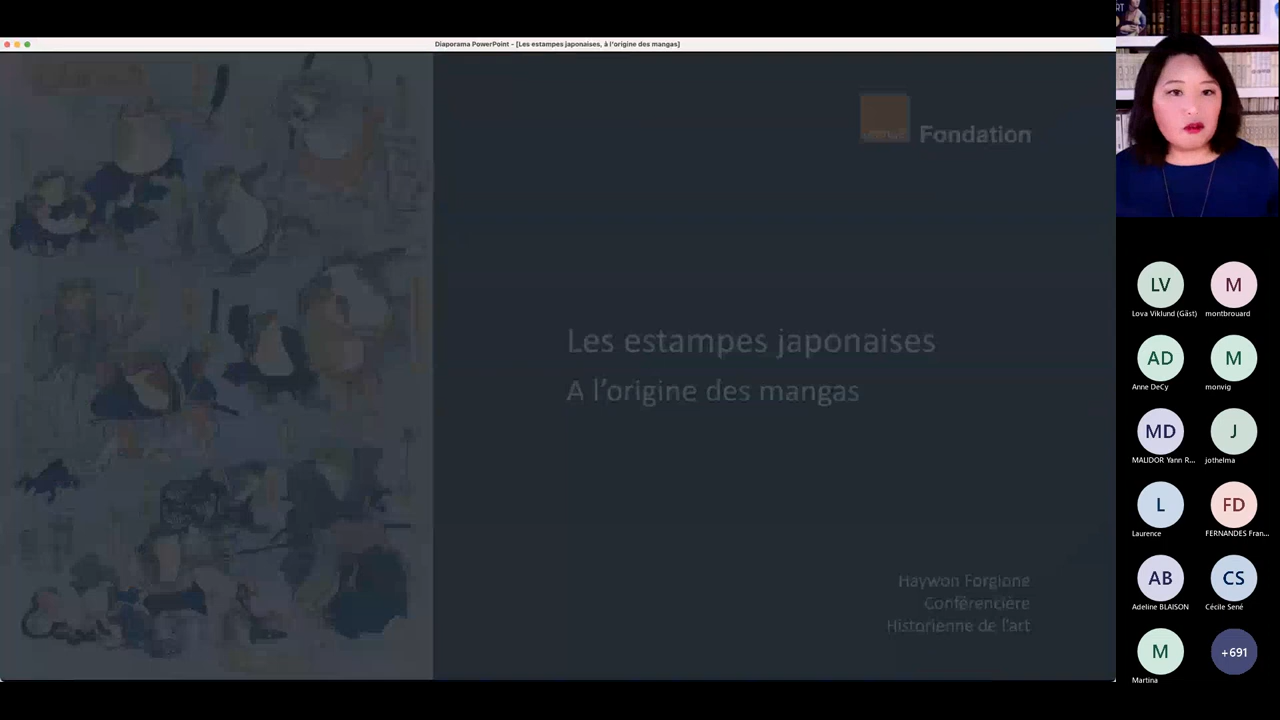 Diaporama PowerPoint - [Les estampes japonaises, à l'origine des mangas]
Fondation
Les estampes japonaises
A l'origine des mangas
Haywon Forgione
Conférencière
Historienne de l'art
LV
M
Lova Viklund (Gäst)
montbrouard
AD
M
Anne DeCy
monvig
MD
J
MALIDOR Yann R...
jothelma
L
FD
Laurence
FERNANDES Fran...
AB
CS
Adeline BLAISON
Cécile Sené
M
+691
Martina